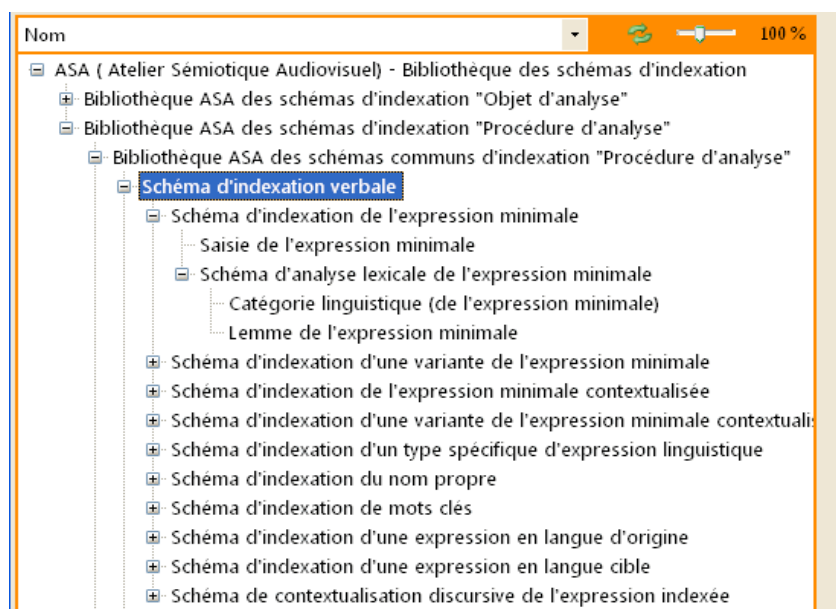 Nom 100 %
ASA ( Atelier Sémiotique Audiovisuel) - Bibliothèque des schémas d'indexation
Bibliothèque ASA des schémas d'indexation "Objet d'analyse"
Bibliothèque ASA des schémas d'indexation "Procédure d'analyse"
Bibliothèque ASA des schémas communs d'indexation "Procédure d'analyse"
Schéma d'indexation verbale
Schéma d'indexation de l'expression minimale
Saisie de l'expression minimale
Schéma d'analyse lexicale de l'expression minimale
Catégorie linguistique (de l'expression minimale)
Lemme de l'expression minimale
Schéma d'indexation d'une variante de l'expression minimale
Schéma d'indexation de l'expression minimale contextualisée
Schéma d'indexation d'une variante de l'expression minimale contextualis
Schéma d'indexation d'un type spécifique d'expression linguistique
Schéma d'indexation du nom propre
Schéma d'indexation de mots clés
Schéma d'indexation d'une expression en langue d'origine
Schéma d'indexation d'une expression en langue cible
Schéma de contextualisation discursive de l'expression indexée